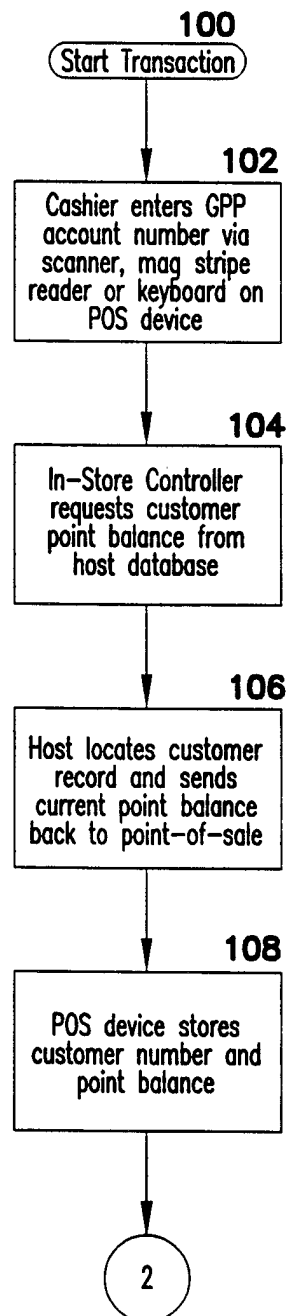 100
Start Transaction
102
Cashier enters GPP
account number via
scanner, mag stripe
reader or keyboard on
POS device
104
In-Store Controller
requests customer
point balance from
host database
106
Host locates customer
record and sends
current point balance
back to point-of-sale
108
POS device stores
customer number and
point balance
2